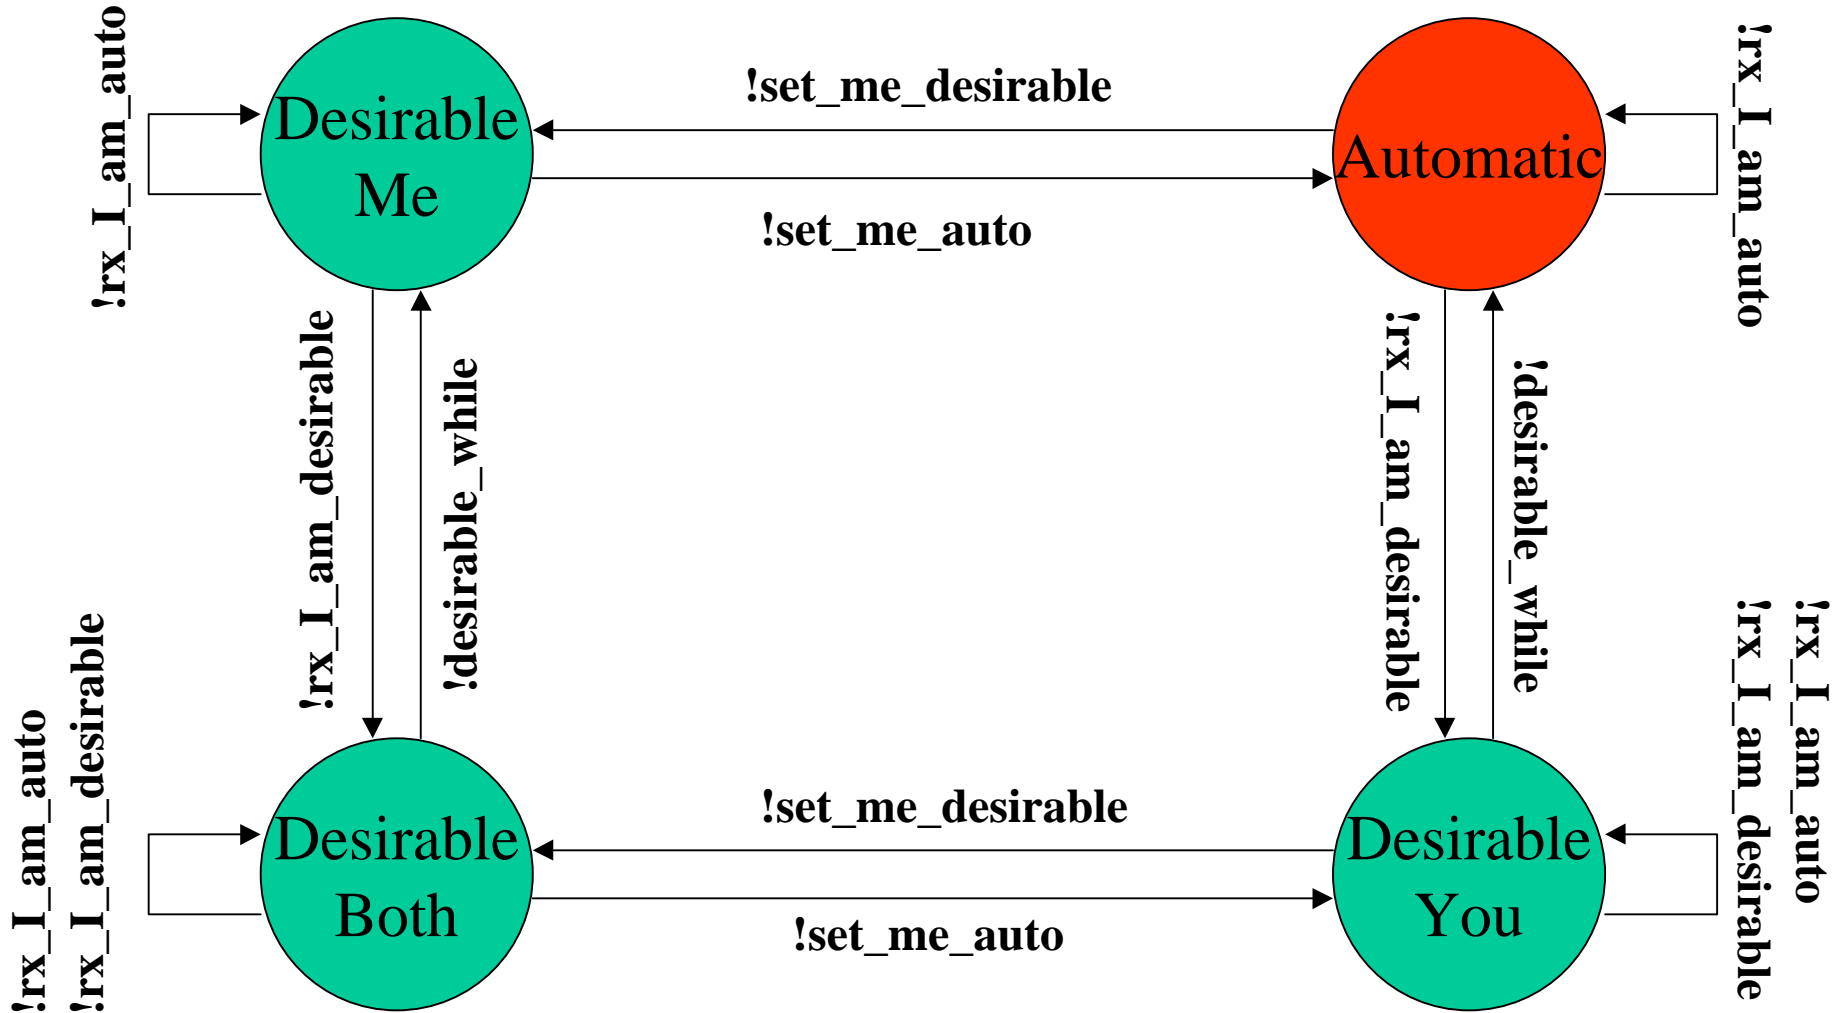 !rx_I_am_auto
Desirable
Me
!set_me_desirable
!set_me_auto
Automatic
!rx_I_am_auto
!rx_I_am_desirable
!desirable_while
!rx_I_am_desirable
!desirable_while
!rx_I_am_auto
!rx_I_am_desirable
Desirable
Both
!set_me_desirable
!set_me_auto
Desirable
You
!rx_I_am_desirable
!rx_I_am_auto